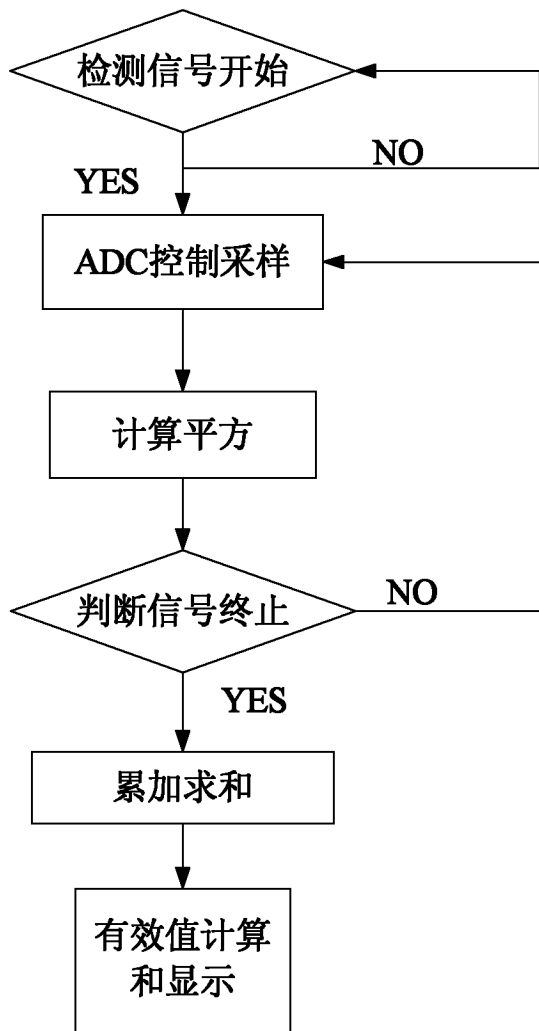 检测信号开始
NO
YES
ADC控制采样
计算平方
判断信号终止
NO
YES
累加求和
有效值计算
和显示